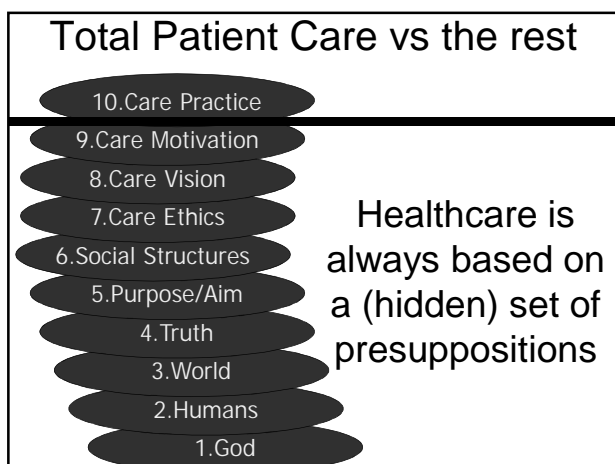 Total Patient Care vs the rest
10.Care Practice
9.Care Motivation
8.Care Vision
7.Care Ethics
6.Social Structures
5.Purpose/Aim
4.Truth
3.World
2.Humans
1.God
Healthcare is
always based on
a (hidden) set of
presuppositions